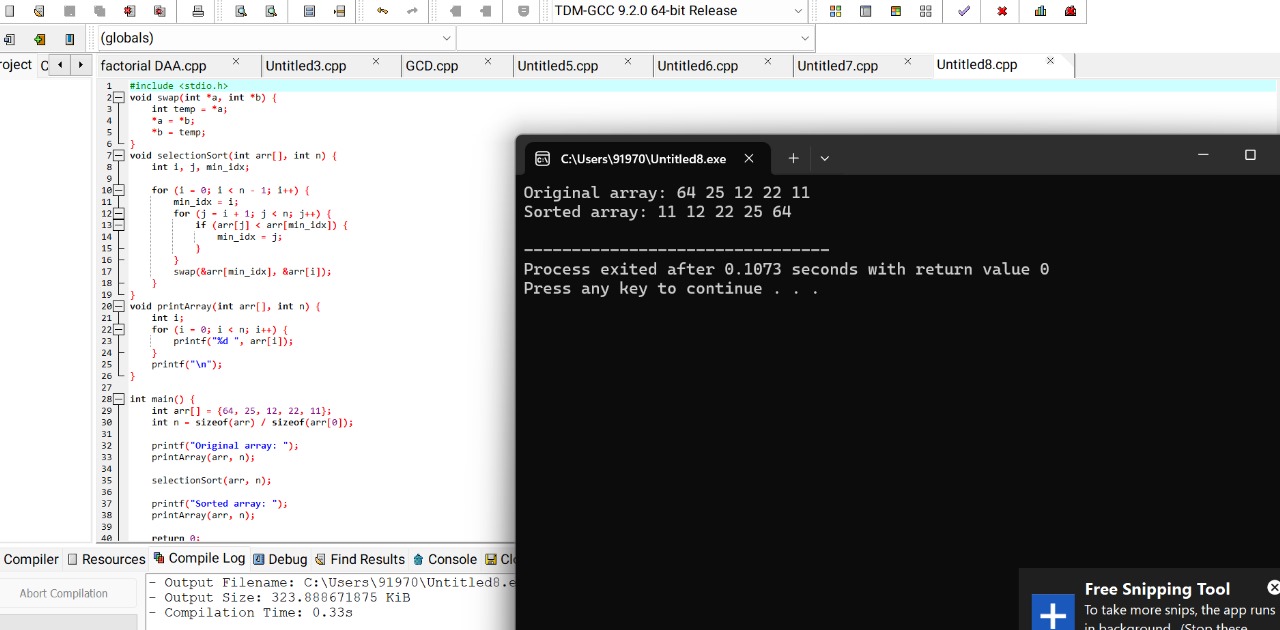 TDM-GCC 9.2.0 64-bit Release
(globals)
roject
factorial DAA.cpp
Untitled3.cpp
GCD.cpp
Untitled5.cpp
Untitled6.cpp
Untitled7.cpp
Untitled8.cpp
1 #include <stdio.h>
2 void swap(int *a, int *b) {
3 int temp = *a;
4 *a = *b;
5 *b = temp;
6 }
7 void selectionSort(int arr[], int n) {
8 int i, j, min_idx;
9
10 for (i = 0; i < n - 1; i++) {
11 min_idx = i;
12 for (j = i + 1; j < n; j++) {
13 if (arr[j] < arr[min_idx]) {
14 min_idx = j;
15 }
16 }
17 swap(&arr[min_idx], &arr[i]);
18 }
19 }
20 void printArray(int arr[], int n) {
21 int i;
22 for (i = 0; i < n; i++) {
23 printf("%d ", arr[i]);
24 }
25 printf("\n");
26 }
27
28 int main() {
29 int arr[] = {64, 25, 12, 22, 11};
30 int n = sizeof(arr) / sizeof(arr[0]);
31
32 printf("Original array: ");
33 printArray(arr, n);
34
35 selectionSort(arr, n);
36
37 printf("Sorted array: ");
38 printArray(arr, n);
39
40 return 0;
C:\Users\91970\Untitled8.exe
Original array: 64 25 12 22 11
Sorted array: 11 12 22 25 64
--------------------------------
Process exited after 0.1073 seconds with return value 0
Press any key to continue . . .
Compiler
Resources
Compile Log
Debug
Find Results
Console
Abort Compilation
- Output Filename: C:\Users\91970\Untitled8.e
- Output Size: 323.888671875 KiB
- Compilation Time: 0.33s
Free Snipping Tool
To take more snips, the app runs
in background. (Stop these